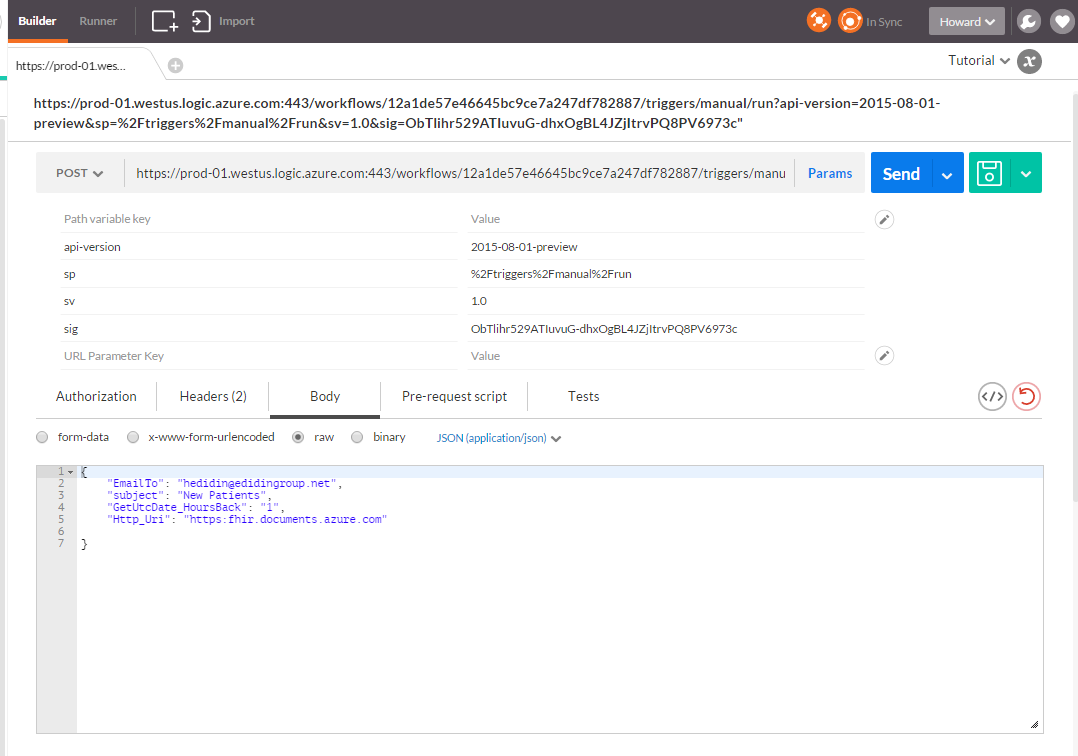 Builder Runner Import In Sync Howard
https://prod-01.wes...
Tutorial
https://prod-01.westus.logic.azure.com:443/workflows/12a1de57e46645bc9ce7a247df782887/triggers/manual/run?api-version=2015-08-01-
preview&sp=%2Ftriggers%2Fmanual%2Frun&sv=1.0&sig=ObTlihr529ATIuvuG-dhxOgBL4JZjItrvPQ8PV6973c"
POST https://prod-01.westus.logic.azure.com:443/workflows/12a1de57e46645bc9ce7a247df782887/triggers/manu Params Send
Path variable key Value
api-version 2015-08-01-preview
sp %2Ftriggers%2Fmanual%2Frun
sv 1.0
sig ObTlihr529ATIuvuG-dhxOgBL4JZjItrvPQ8PV6973c
URL Parameter Key Value
Authorization Headers (2) Body Pre-request script Tests
form-data x-www-form-urlencoded raw binary JSON (application/json)
1 {
2 "EmailTo": "hedidin@edidingroup.net",
3 "subject": "New Patients",
4 "GetUtcDate_HoursBack": "1",
5 "Http_Uri": "https:fhir.documents.azure.com"
6
7 }